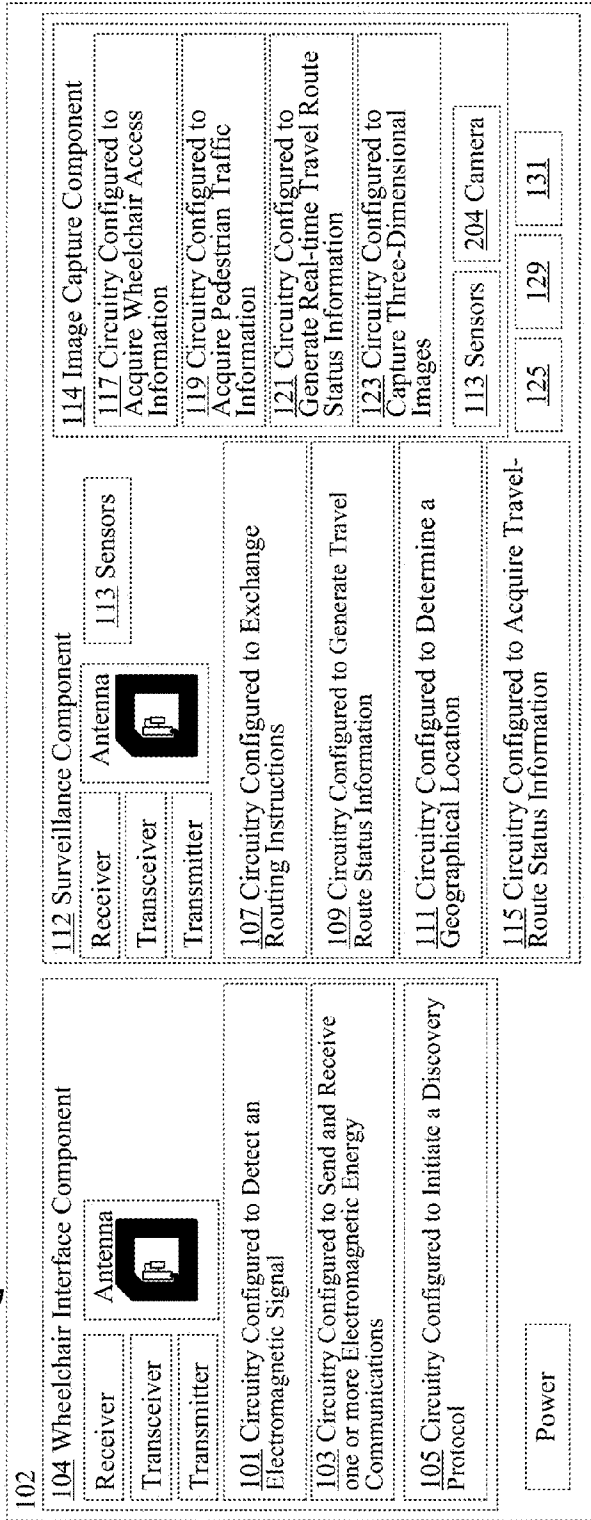 102
104 Wheelchair Interface Component
Receiver
Transceiver
Transmitter
Antenna
101 Circuitry Configured to Detect an
Electromagnetic Signal
103 Circuitry Configured to Send and Receive
one or more Electromagnetic Energy
Communications
105 Circuitry Configured to Initiate a Discovery
Protocol
Power
112 Surveillance Component
Receiver
Transceiver
Transmitter
Antenna
113 Sensors
107 Circuitry Configured to Exchange
Routing Instructions
109 Circuitry Configured to Generate Travel
Route Status Information
111 Circuitry Configured to Determine a
Geographical Location
115 Circuitry Configured to Acquire Travel-
Route Status Information
114 Image Capture Component
117 Circuitry Configured to
Acquire Wheelchair Access
Information
119 Circuitry Configured to
Acquire Pedestrian Traffic
Information
121 Circuitry Configured to
Generate Real-time Travel Route
Status Information
123 Circuitry Configured to
Capture Three-Dimensional
Images
113 Sensors
204 Camera
125
129
131